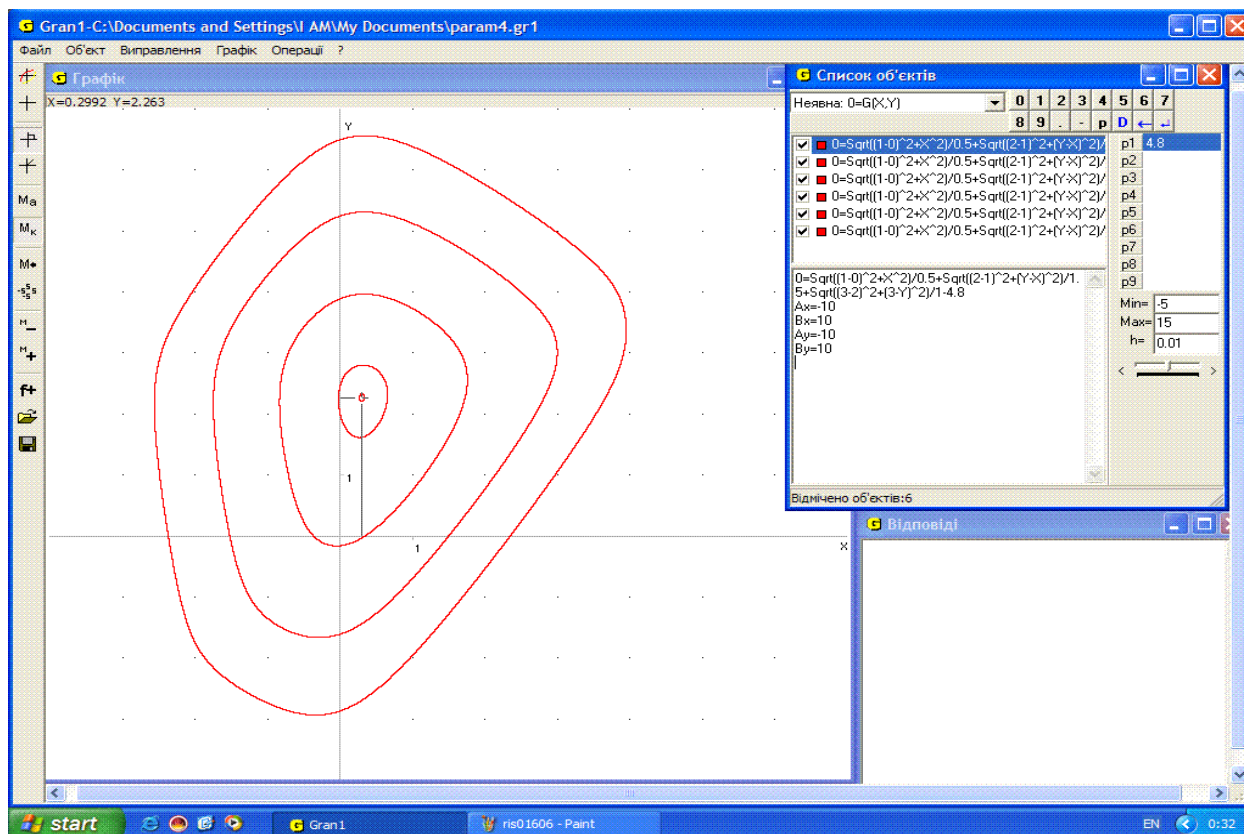 Gran1-C:\Documents and Settings\I AM\My Documents\param4.gr1
Файл Об'єкт Виправлення Графік Операції ?
Графік
X=0.2992 Y=2.263
Y
1
1
X
Mа
Mк
M
-s
s
s
M
M
+
f+
Список об'єктів
Неявна: 0=G(X,Y)
0 1 2 3 4 5 6 7
8 9 . - p D ←
0=Sqrt((1-0)^2+X^2)/0.5+Sqrt((2-1)^2+(Y-X)^2)/
0=Sqrt((1-0)^2+X^2)/0.5+Sqrt((2-1)^2+(Y-X)^2)/
0=Sqrt((1-0)^2+X^2)/0.5+Sqrt((2-1)^2+(Y-X)^2)/
0=Sqrt((1-0)^2+X^2)/0.5+Sqrt((2-1)^2+(Y-X)^2)/
0=Sqrt((1-0)^2+X^2)/0.5+Sqrt((2-1)^2+(Y-X)^2)/
0=Sqrt((1-0)^2+X^2)/0.5+Sqrt((2-1)^2+(Y-X)^2)/
p1 4.8
p2
p3
p4
p5
p6
p7
p8
p9
0=Sqrt((1-0)^2+X^2)/0.5+Sqrt((2-1)^2+(Y-X)^2)/1.
5+Sqrt((3-2)^2+(3-Y)^2)/1-4.8
Ax=-10
Bx=10
Ay=-10
By=10
Min= -5
Max= 15
h= 0.01
< >
Відмічено об'єктів:6
Відповіді
start
Gran1
ris01606 - Paint
EN
0:32